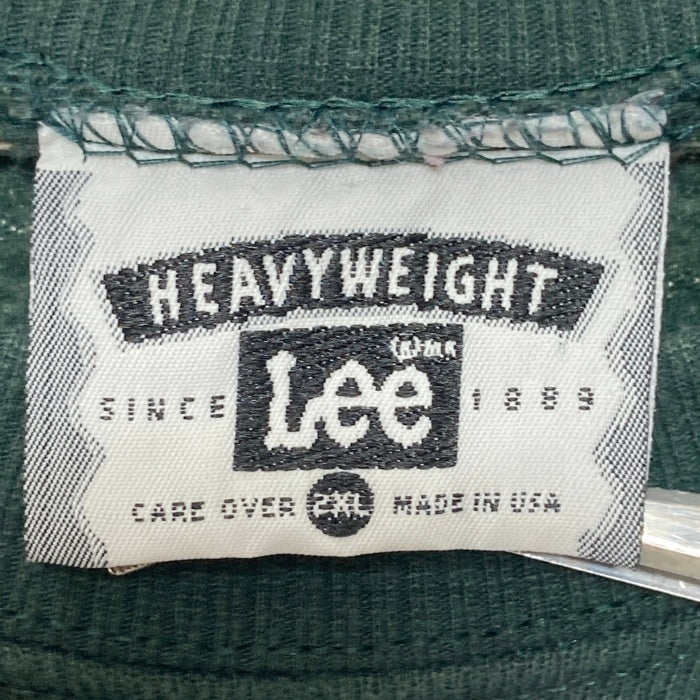 HEAVYWEIGHT
Lee
SINCE 1889
CARE OVER 2XL MADE IN USA